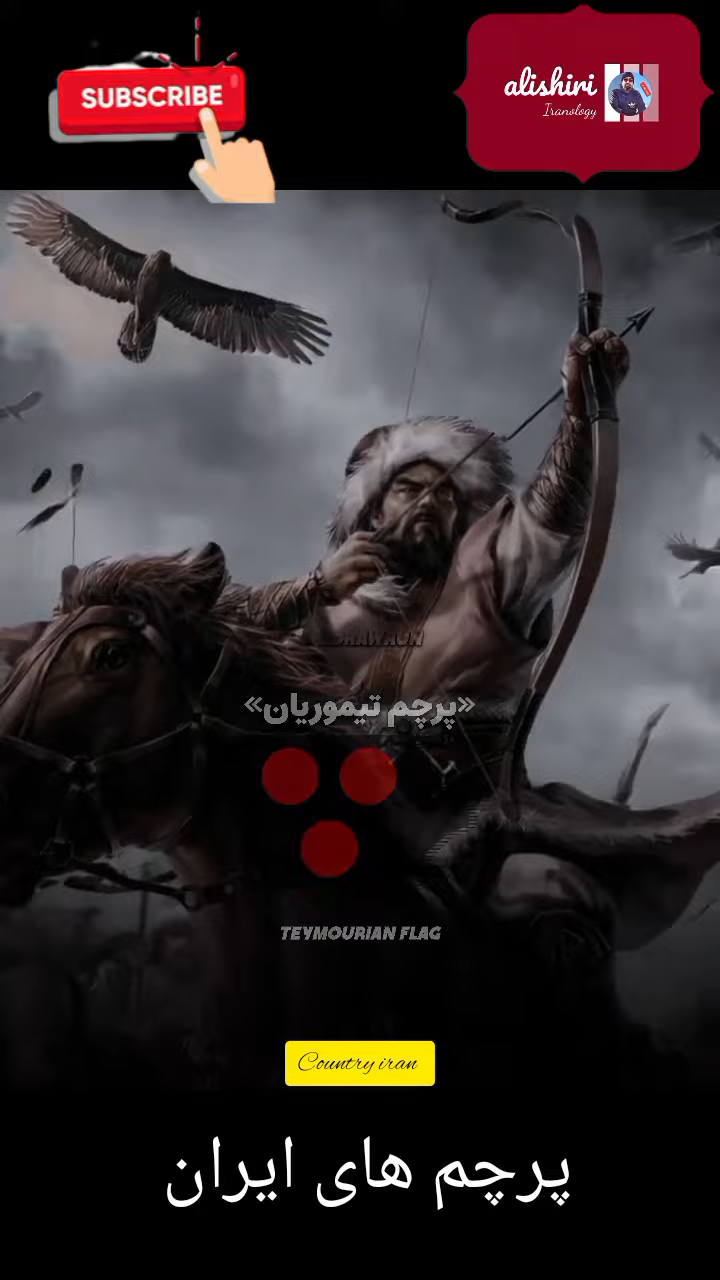 SUBSCRIBE
alishiri
Iranology
«پرچم تیموریان»
TEYMOURIAN FLAG
Country iran
پرچم های ایران